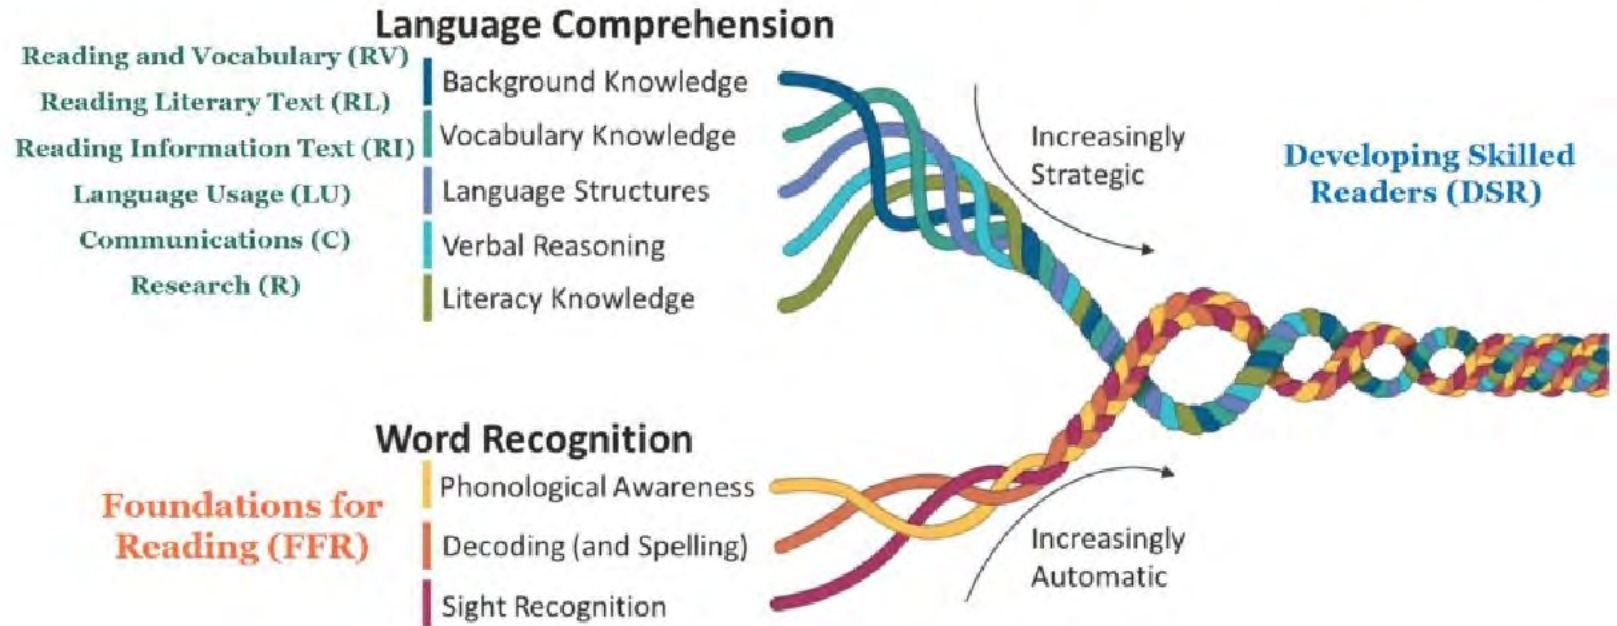 Language Comprehension
Reading and Vocabulary (RV)
Reading Literary Text (RL)
Reading Information Text (RI)
Language Usage (LU)
Communications (C)
Research (R)
Background Knowledge
Vocabulary Knowledge
Language Structures
Verbal Reasoning
Literacy Knowledge
Increasingly
Strategic
Developing Skilled
Readers (DSR)
Word Recognition
Foundations for
Reading (FFR)
Phonological Awareness
Decoding (and Spelling)
Sight Recognition
Increasingly
Automatic